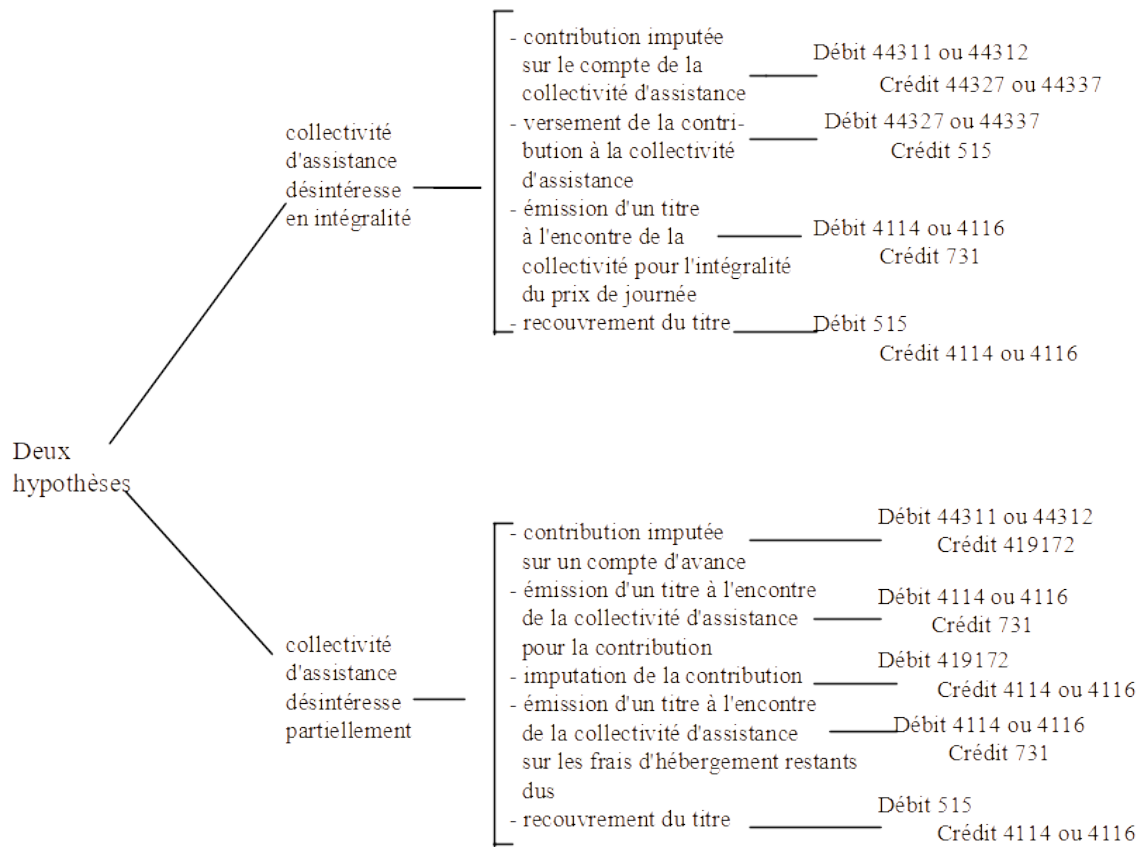 Deux
hypothèses
collectivité
d'assistance
désintéresse
en intégralité
- contribution imputée
sur le compte de la
collectivité d'assistance
Débit 44311 ou 44312
Crédit 44327 ou 44337
- versement de la contri-
bution à la collectivité
d'assistance
Débit 44327 ou 44337
Crédit 515
- émission d'un titre
à l'encontre de la
collectivité pour l'intégralité
du prix de journée
Débit 4114 ou 4116
Crédit 731
- recouvrement du titre
Débit 515
Crédit 4114 ou 4116
collectivité
d'assistance
désintéresse
partiellement
- contribution imputée
sur un compte d'avance
Débit 44311 ou 44312
Crédit 419172
- émission d'un titre à l'encontre
de la collectivité d'assistance
pour la contribution
Débit 4114 ou 4116
Crédit 731
- imputation de la contribution
Débit 419172
Crédit 4114 ou 4116
- émission d'un titre à l'encontre
de la collectivité d'assistance
sur les frais d'hébergement restants
dus
Débit 4114 ou 4116
Crédit 731
- recouvrement du titre
Débit 515
Crédit 4114 ou 4116